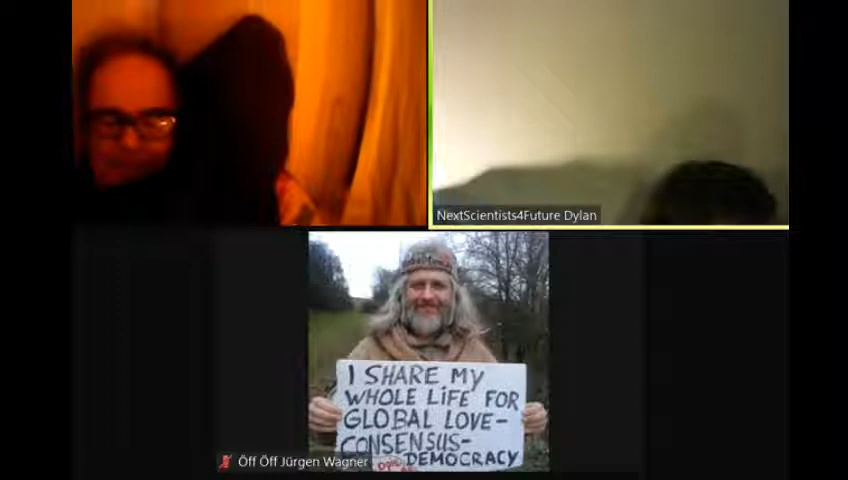 NextScientists4Future Dylan
I SHARE MY
WHOLE LIFE FOR
GLOBAL LOVE-
CONSENSUS-
DEMOCRACY
Öff Öff Jürgen Wagner